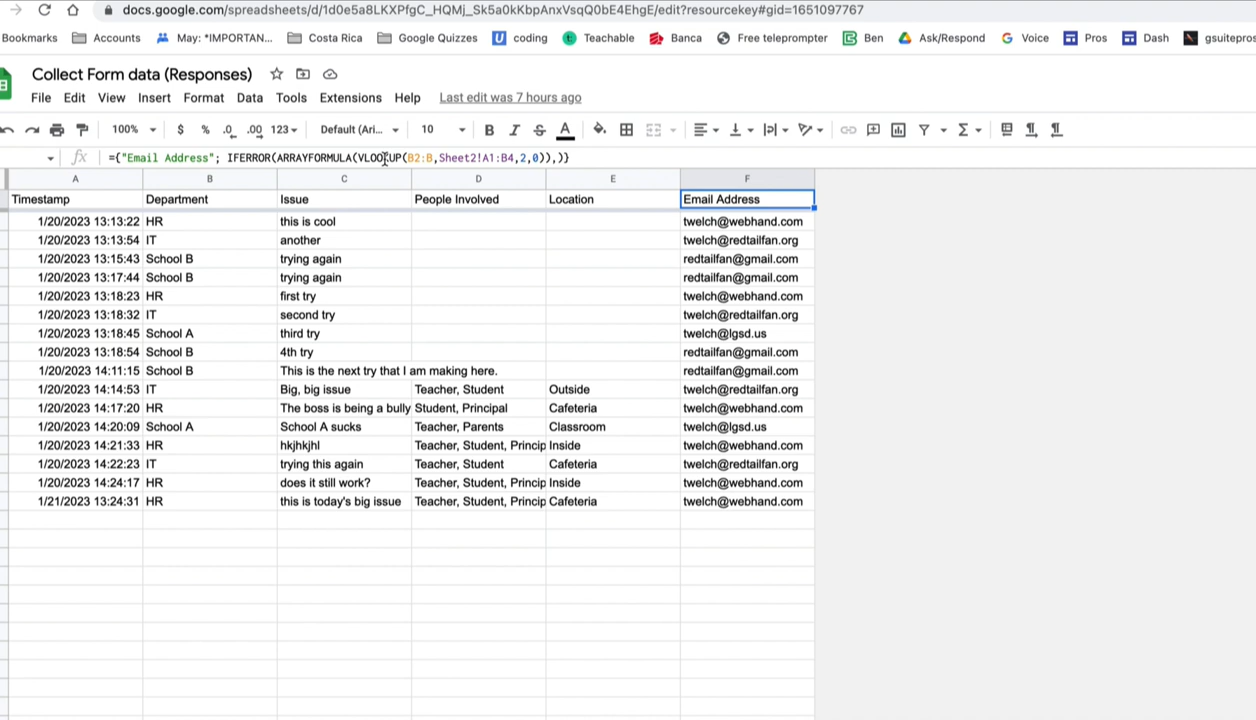 docs.google.com/spreadsheets/d/1d0e5a8LKXPfgC_HQMj_Sk5a0kKbpAnxVsqQ0bE4EhgE/edit?resourcekey#gid=1651097767
Bookmarks Accounts May: *IMPORTAN... Costa Rica Google Quizzes coding Teachable Banca Free teleprompter Ben Ask/Respond Voice Pros Dash gsuitepros
Collect Form data (Responses)
File Edit View Insert Format Data Tools Extensions Help Last edit was 7 hours ago
100% $ % .0 .00 123 Default (Ari... 10 B I S A
fx ={"Email Address"; IFERROR(ARRAYFORMULA(VLOOKUP(B2:B,Sheet2!A1:B4,2,0)),)}
A B C D E F
Timestamp Department Issue People Involved Location Email Address
1/20/2023 13:13:22 HR this is cool twelch@webhand.com
1/20/2023 13:13:54 IT another twelch@redtailfan.org
1/20/2023 13:15:43 School B trying again redtailfan@gmail.com
1/20/2023 13:17:44 School B trying again redtailfan@gmail.com
1/20/2023 13:18:23 HR first try twelch@webhand.com
1/20/2023 13:18:32 IT second try twelch@redtailfan.org
1/20/2023 13:18:45 School A third try twelch@lgsd.us
1/20/2023 13:18:54 School B 4th try redtailfan@gmail.com
1/20/2023 14:11:15 School B This is the next try that I am making here. redtailfan@gmail.com
1/20/2023 14:14:53 IT Big, big issue Teacher, Student Outside twelch@redtailfan.org
1/20/2023 14:17:20 HR The boss is being a bully Student, Principal Cafeteria twelch@webhand.com
1/20/2023 14:20:09 School A School A sucks Teacher, Parents Classroom twelch@lgsd.us
1/20/2023 14:21:33 HR hkjhkjhl Teacher, Student, Princip Inside twelch@webhand.com
1/20/2023 14:22:23 IT trying this again Teacher, Student Cafeteria twelch@redtailfan.org
1/20/2023 14:24:17 HR does it still work? Teacher, Student, Princip Inside twelch@webhand.com
1/21/2023 13:24:31 HR this is today's big issue Teacher, Student, Princip Cafeteria twelch@webhand.com